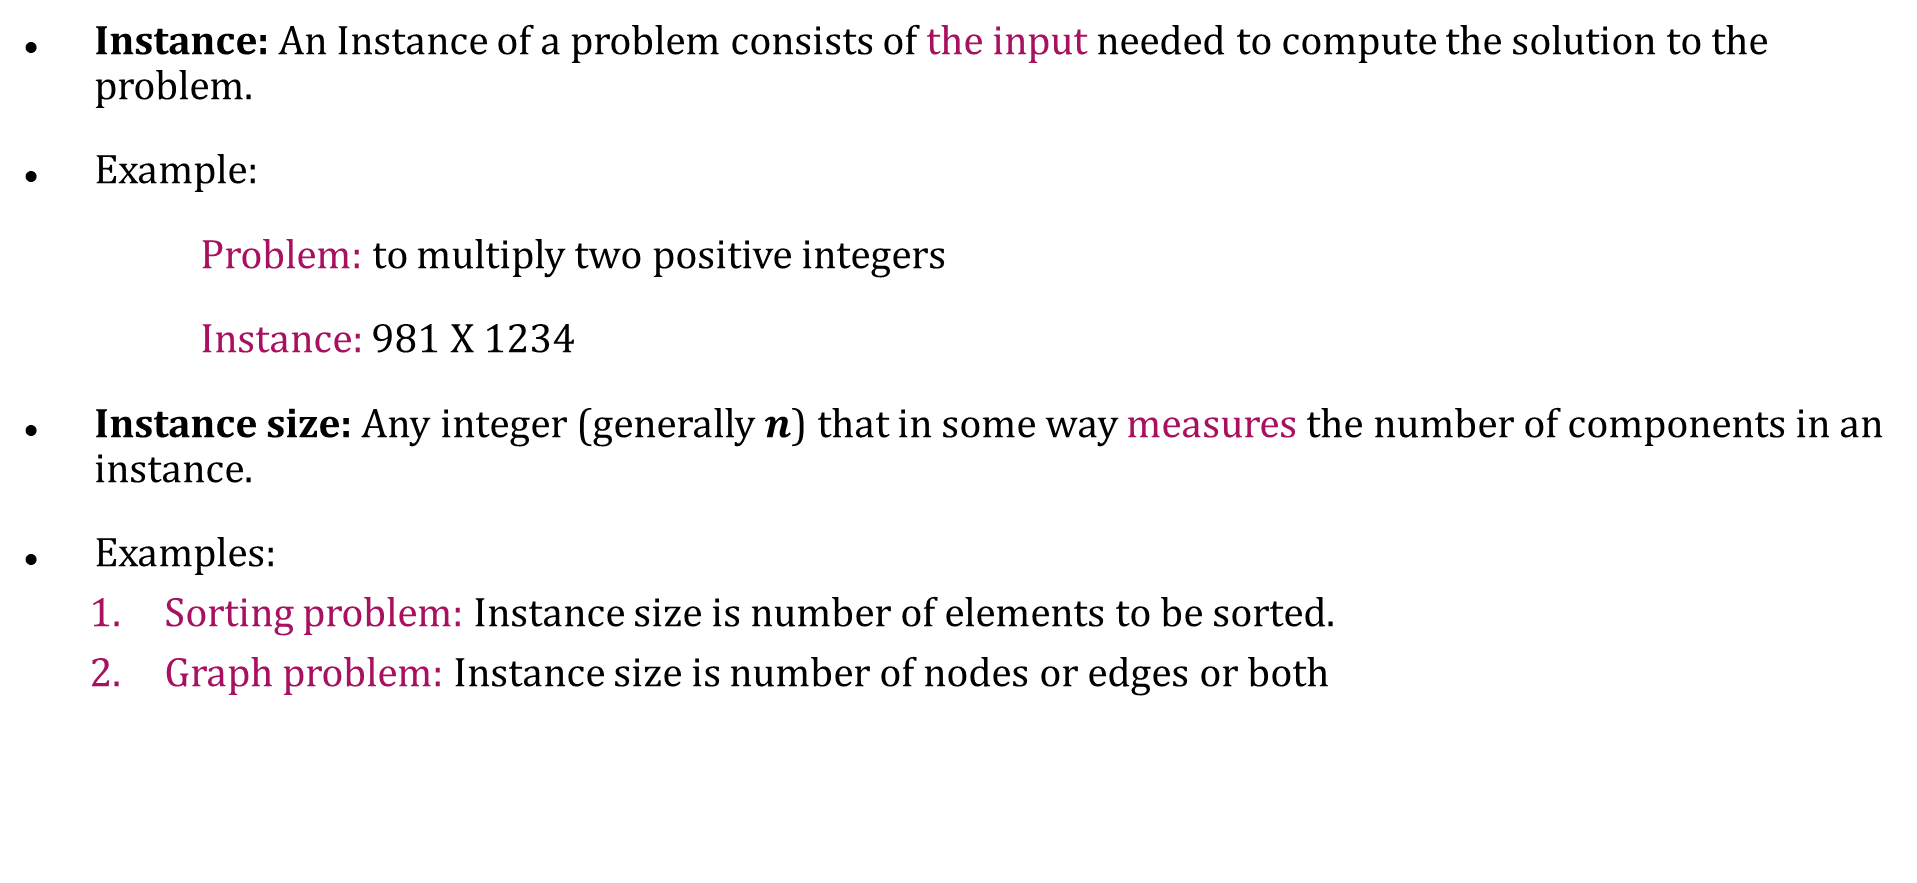 • Instance: An Instance of a problem consists of the input needed to compute the solution to the
problem.
• Example:
Problem: to multiply two positive integers
Instance: 981 X 1234
• Instance size: Any integer (generally n) that in some way measures the number of components in an
instance.
• Examples:
1. Sorting problem: Instance size is number of elements to be sorted.
2. Graph problem: Instance size is number of nodes or edges or both